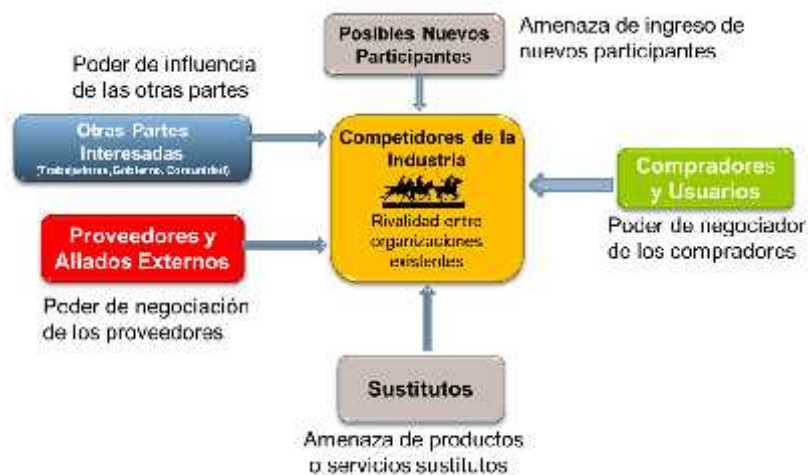 Posibles Nuevos
Participantes
Amenaza de ingreso de
nuevos participantes
Poder de influencia
de las otras partes
Otras Partes
Interesadas
(Trabajadores, Gobierno, Comunidad)
Competidores de la
Industria
Rivalidad entre
organizaciones
existentes
Compradores
y Usuarios
Poder de negociador
de los compradores
Proveedores y
Aliados Externos
Poder de negociación
de los proveedores
Sustitutos
Amenaza de productos
o servicios sustitutos